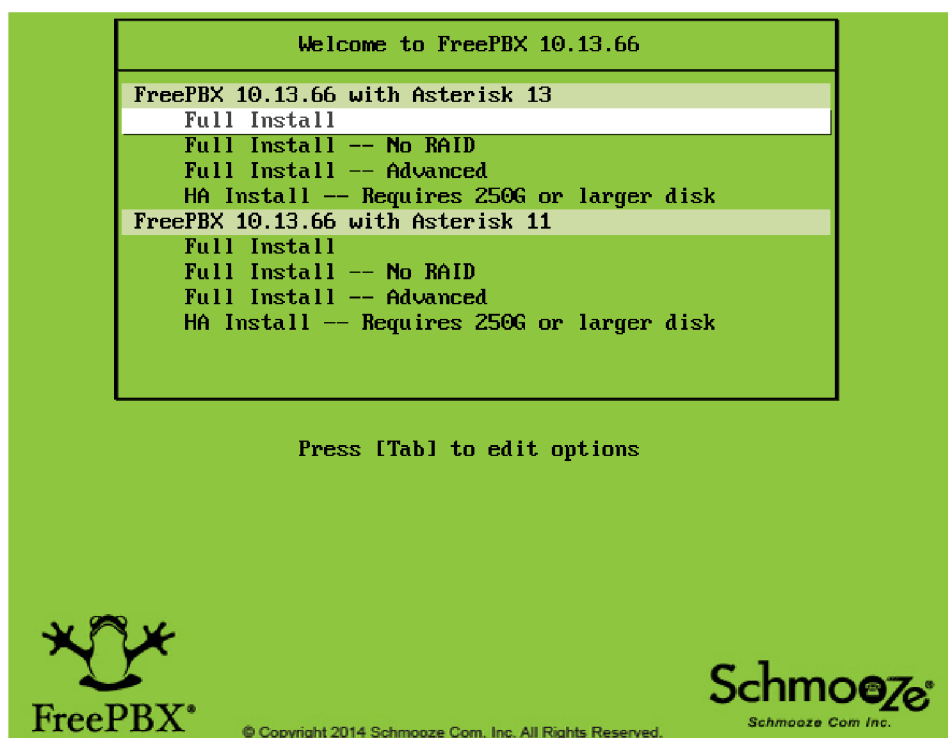 Welcome to FreePBX 10.13.66
FreePBX 10.13.66 with Asterisk 13
Full Install
Full Install -- No RAID
Full Install -- Advanced
HA Install -- Requires 250G or larger disk
FreePBX 10.13.66 with Asterisk 11
Full Install
Full Install -- No RAID
Full Install -- Advanced
HA Install -- Requires 250G or larger disk
Press [Tab] to edit options
FreePBX®
© Copyright 2014 Schmooze Com, Inc. All Rights Reserved.
Schmooze®
Schmooze Com Inc.